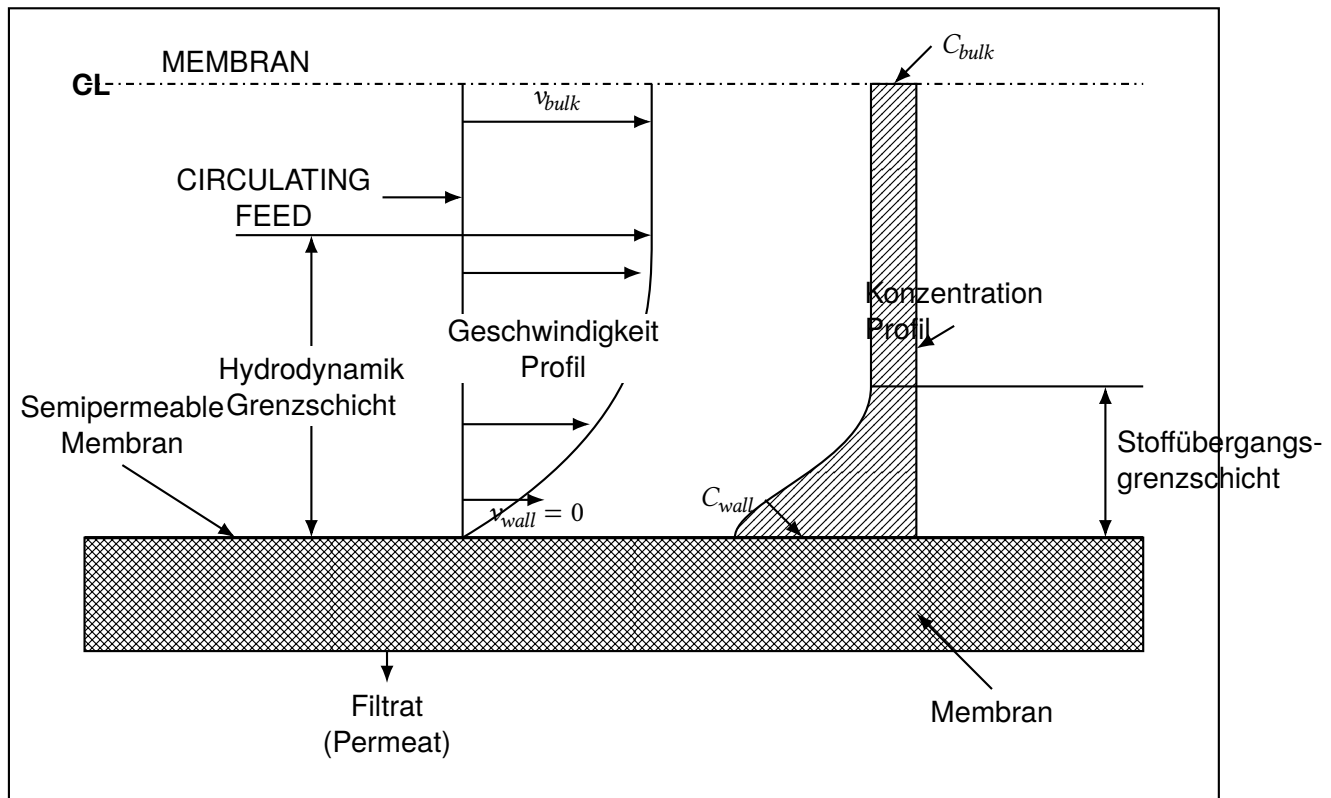 C_bulk
MEMBRAN
CL
v_bulk
CIRCULATING
FEED
Konzentration
Profil
Geschwindigkeit
Profil
Hydrodynamik
Grenzschicht
Semipermeable
Membran
Stoffübergangs-
grenzschicht
C_wall
v_wall = 0
Filtrat
(Permeat)
Membran